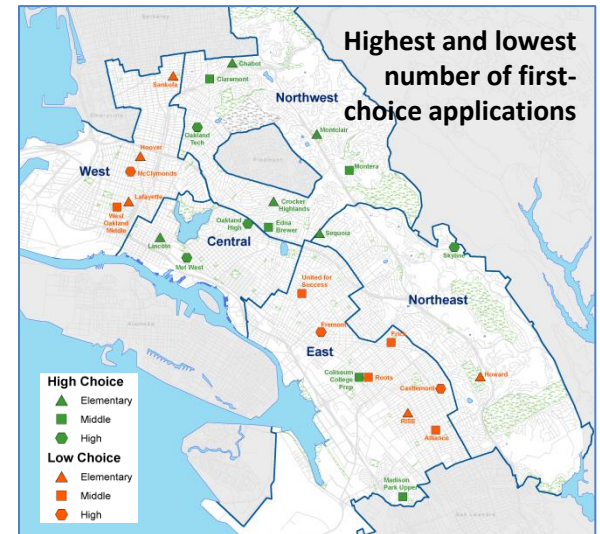 Highest and lowest
number of first-
choice applications
Chabot
Sankofa
Claremont
Northwest
Montclair
Oakland
Tech
Piedmont
Hoover
Montera
West
McClymonds
Lafayette
West
Oakland
Middle
Crocker
Highlands
Oakland
High
Edna
Brewer
Sequoia
Central
Lincoln
Met West
Skyline
United for
Success
Northeast
Fremont
East
Frick
Coliseum
College
Prep
Roots
Howard
Castlemont
RISE
Alliance
Madison
Park Upper
High Choice
Elementary
Middle
High
Low Choice
Elementary
Middle
High